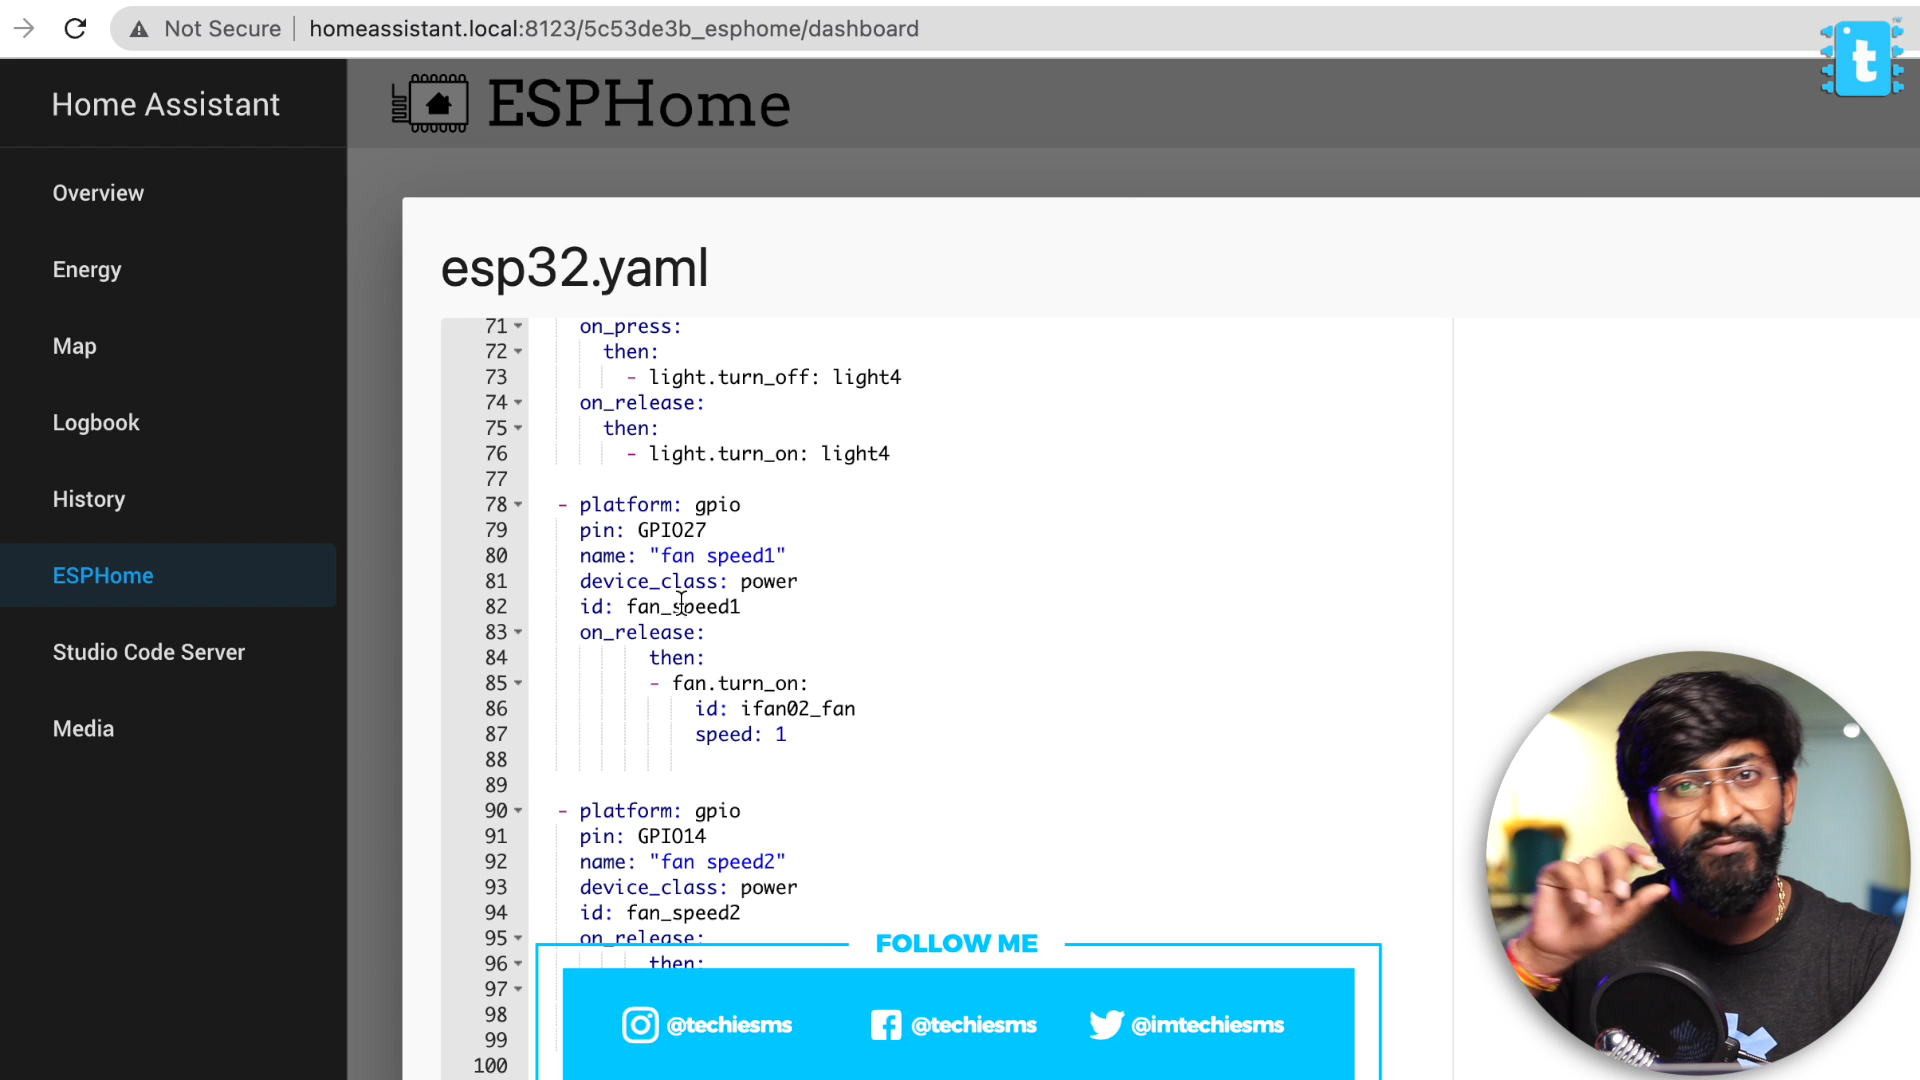 Not Secure homeassistant.local:8123/5c53de3b_esphome/dashboard
t
Home Assistant
ESPHome
Overview
Energy
Map
Logbook
History
ESPHome
Studio Code Server
Media
esp32.yaml
71 on_press:
72 then:
73 - light.turn_off: light4
74 on_release:
75 then:
76 - light.turn_on: light4
77
78 - platform: gpio
79 pin: GPIO27
80 name: "fan speed1"
81 device_class: power
82 id: fan_speed1
83 on_release:
84 then:
85 - fan.turn_on:
86 id: ifan02_fan
87 speed: 1
88
89
90 - platform: gpio
91 pin: GPIO14
92 name: "fan speed2"
93 device_class: power
94 id: fan_speed2
95 on_release:
96 then:
97
98
99
100
FOLLOW ME
@techiesms @techiesms @imtechiesms